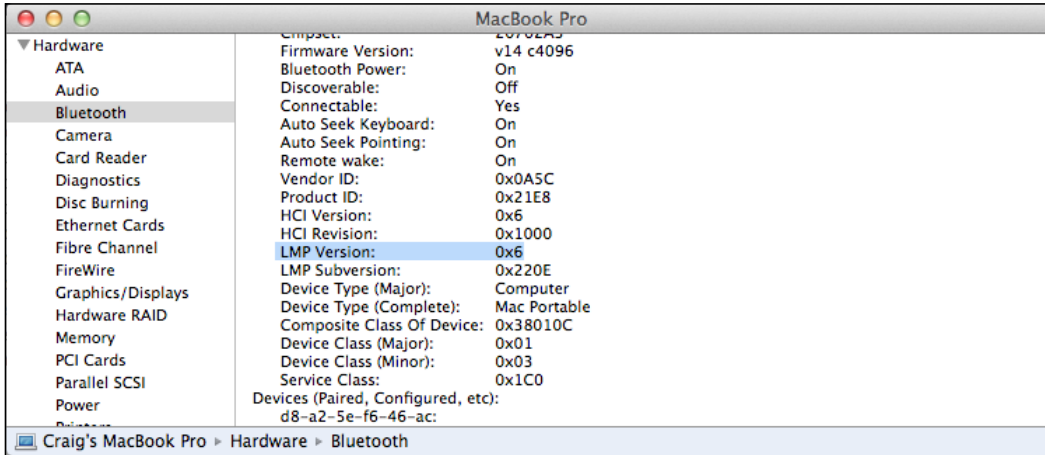 MacBook Pro
Hardware
ATA
Audio
Bluetooth
Camera
Card Reader
Diagnostics
Disc Burning
Ethernet Cards
Fibre Channel
FireWire
Graphics/Displays
Hardware RAID
Memory
PCI Cards
Parallel SCSI
Power
Firmware Version: v14 c4096
Bluetooth Power: On
Discoverable: Off
Connectable: Yes
Auto Seek Keyboard: On
Auto Seek Pointing: On
Remote wake: On
Vendor ID: 0x0A5C
Product ID: 0x21E8
HCI Version: 0x6
HCI Revision: 0x1000
LMP Version: 0x6
LMP Subversion: 0x220E
Device Type (Major): Computer
Device Type (Complete): Mac Portable
Composite Class Of Device: 0x38010C
Device Class (Major): 0x01
Device Class (Minor): 0x03
Service Class: 0x1C0
Devices (Paired, Configured, etc):
d8-a2-5e-f6-46-ac:
Craig's MacBook Pro ▸ Hardware ▸ Bluetooth